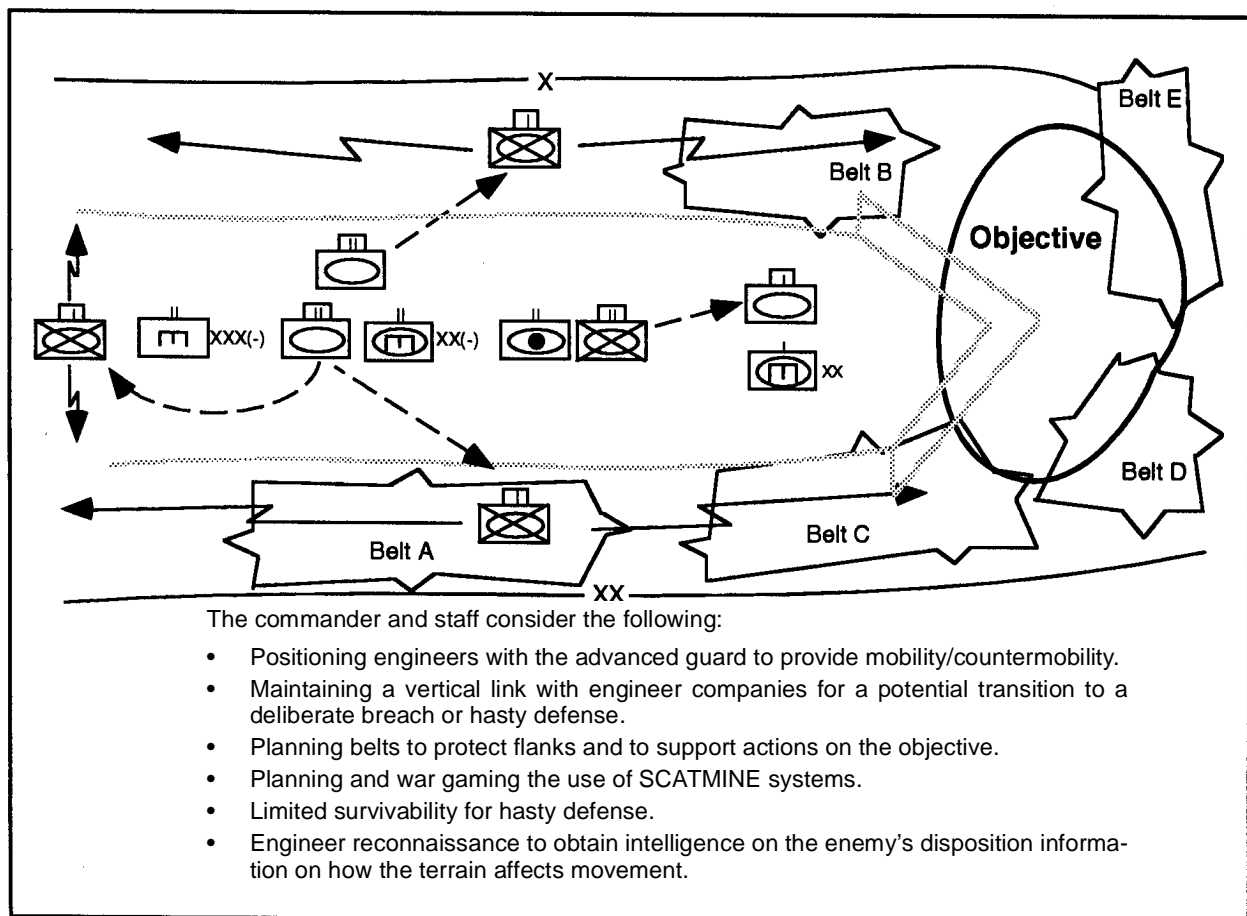 X
Belt E
Belt B
Objective
XXX(-)
XX(-)
XX
Belt D
Belt A
Belt C
XX
The commander and staff consider the following:
• Positioning engineers with the advanced guard to provide mobility/countermobility.
• Maintaining a vertical link with engineer companies for a potential transition to a
deliberate breach or hasty defense.
• Planning belts to protect flanks and to support actions on the objective.
• Planning and war gaming the use of SCATMINE systems.
• Limited survivability for hasty defense.
• Engineer reconnaissance to obtain intelligence on the enemy's disposition informa-
tion on how the terrain affects movement.